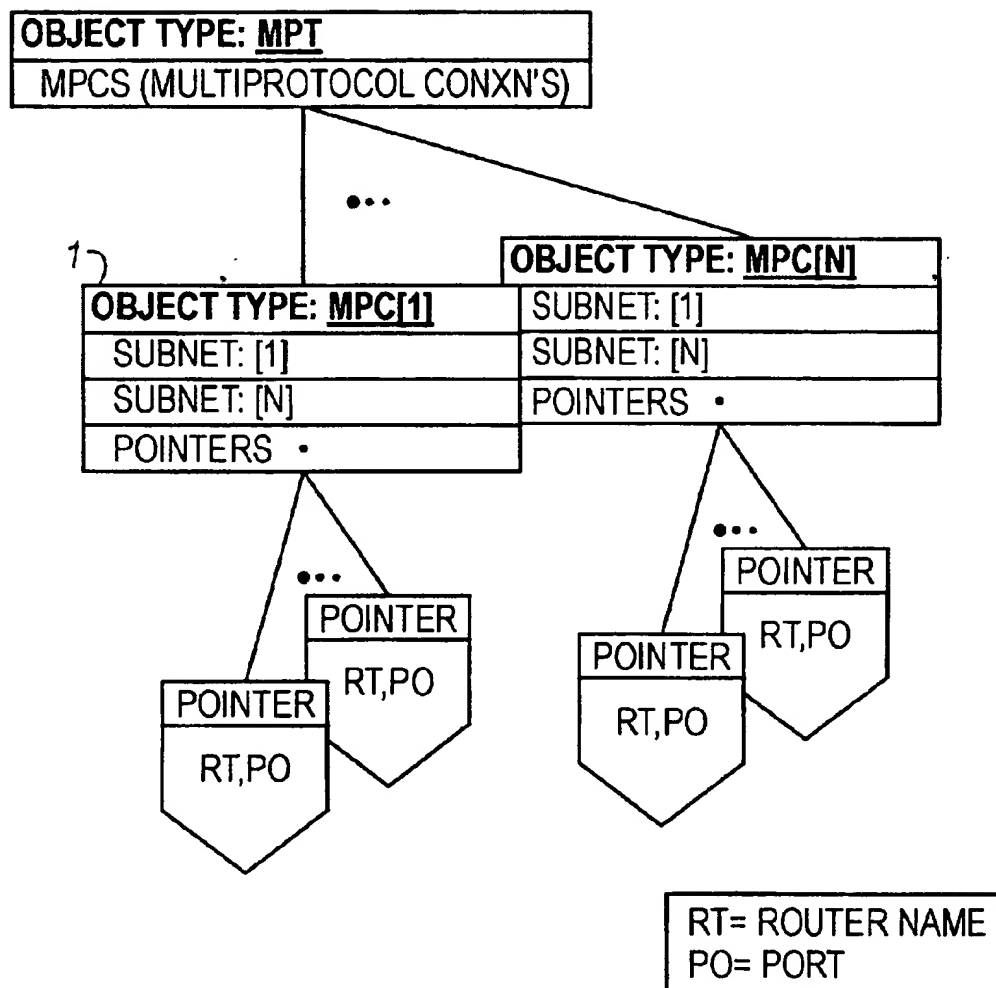 OBJECT TYPE: MPT
MPCS (MULTIPROTOCOL CONXN'S)
1
OBJECT TYPE: MPC[1]
SUBNET: [1]
SUBNET: [N]
POINTERS
OBJECT TYPE: MPC[N]
SUBNET: [1]
SUBNET: [N]
POINTERS
POINTER
RT,PO
POINTER
RT,PO
POINTER
RT,PO
POINTER
RT,PO
RT= ROUTER NAME
PO= PORT